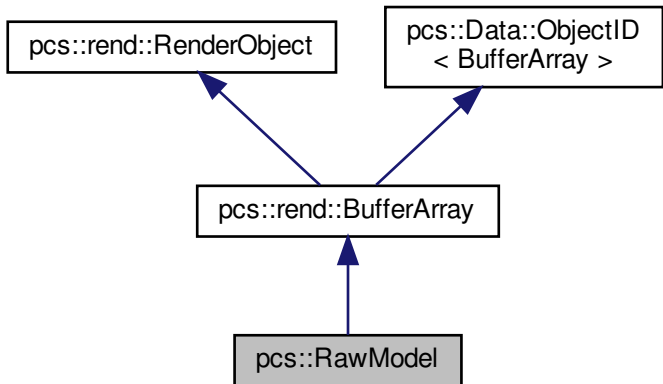 pcs::rend::RenderObject
pcs::Data::ObjectID
< BufferArray >
pcs::rend::BufferArray
pcs::RawModel